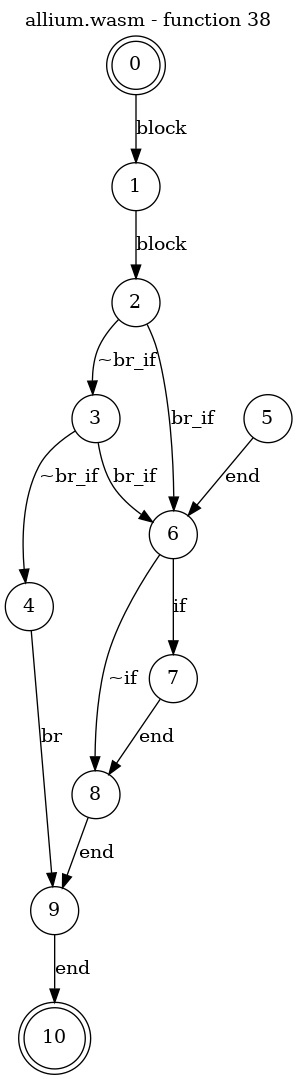 allium.wasm - function 38
0
block
1
block
2
~br_if
br_if
3
5
~br_if
br_if
end
6
4
~if
if
7
br
end
8
end
9
end
10